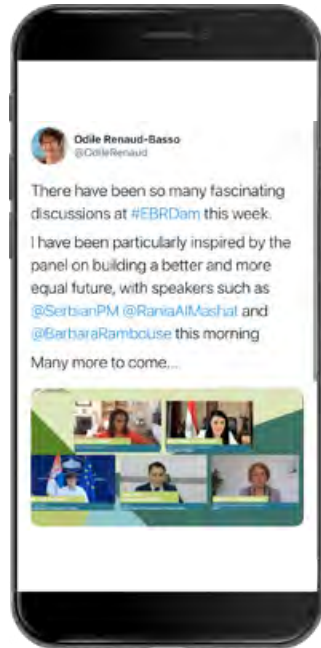 Odile Renaud-Basso
@OdileRenaud
There have been so many fascinating
discussions at #EBRDam this week.
I have been particularly inspired by the
panel on building a better and more
equal future, with speakers such as
@SerbianPM @RaniaAlMashat and
@BarbaraRambouse this morning
Many more to come...